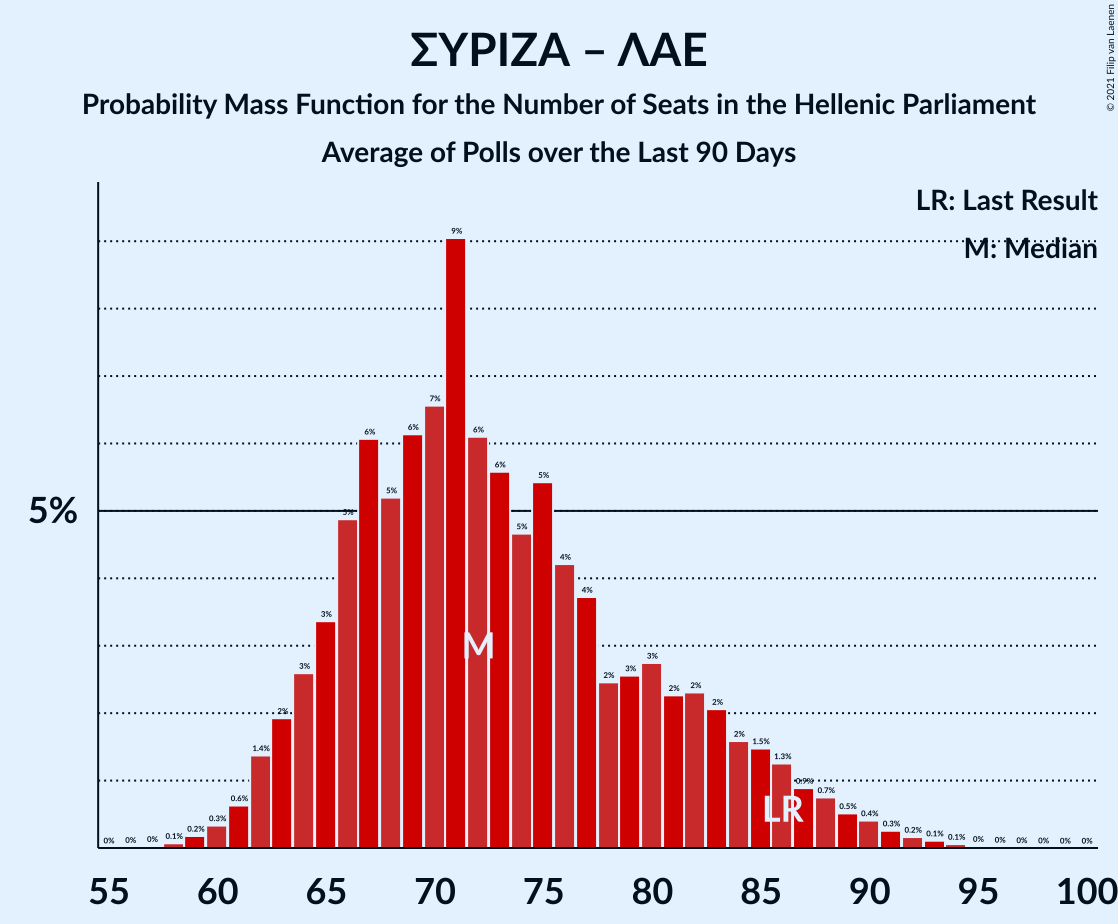 ΣΥΡΙΖΑ – ΛΑΕ
Probability Mass Function for the Number of Seats in the Hellenic Parliament
Average of Polls over the Last 90 Days
© 2021 Filip van Laenen
LR: Last Result
M: Median
5%
0% 0% 0% 0.1% 0.2% 0.3% 0.6% 1.4% 2% 3% 3% 5% 6% 5% 6% 7% 9% 6% 6% 5% 5% 4% 4% 2% 3% 3% 2% 2% 2% 2% 1.5% 1.3% 0.9% 0.7% 0.5% 0.4% 0.3% 0.2% 0.1% 0.1% 0% 0% 0% 0% 0% 0%
M
LR
55 60 65 70 75 80 85 90 95 100